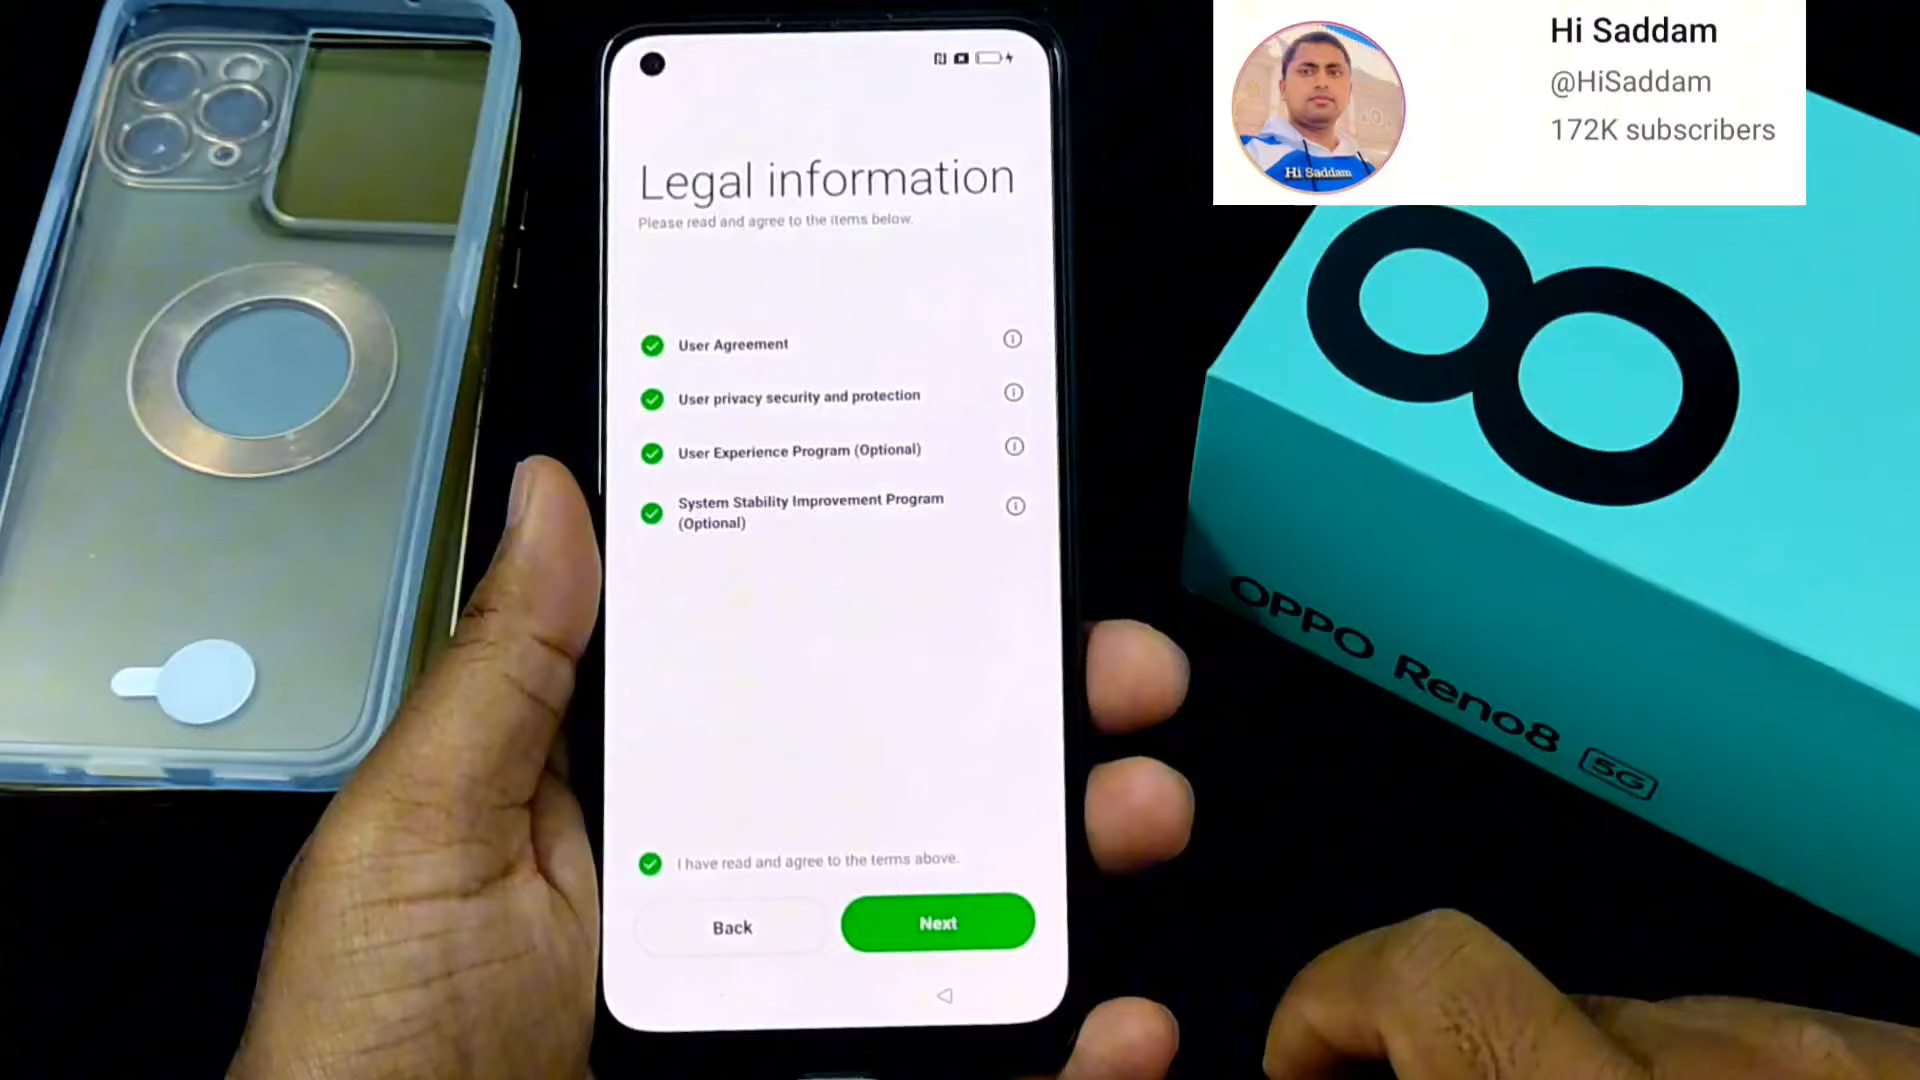 Hi Saddam
@HiSaddam
172K subscribers
Hi Saddam
Legal information
Please read and agree to the items below.
User Agreement
User privacy security and protection
User Experience Program (Optional)
System Stability Improvement Program
(Optional)
I have read and agree to the terms above.
Back
Next
8
OPPO Reno8 5G